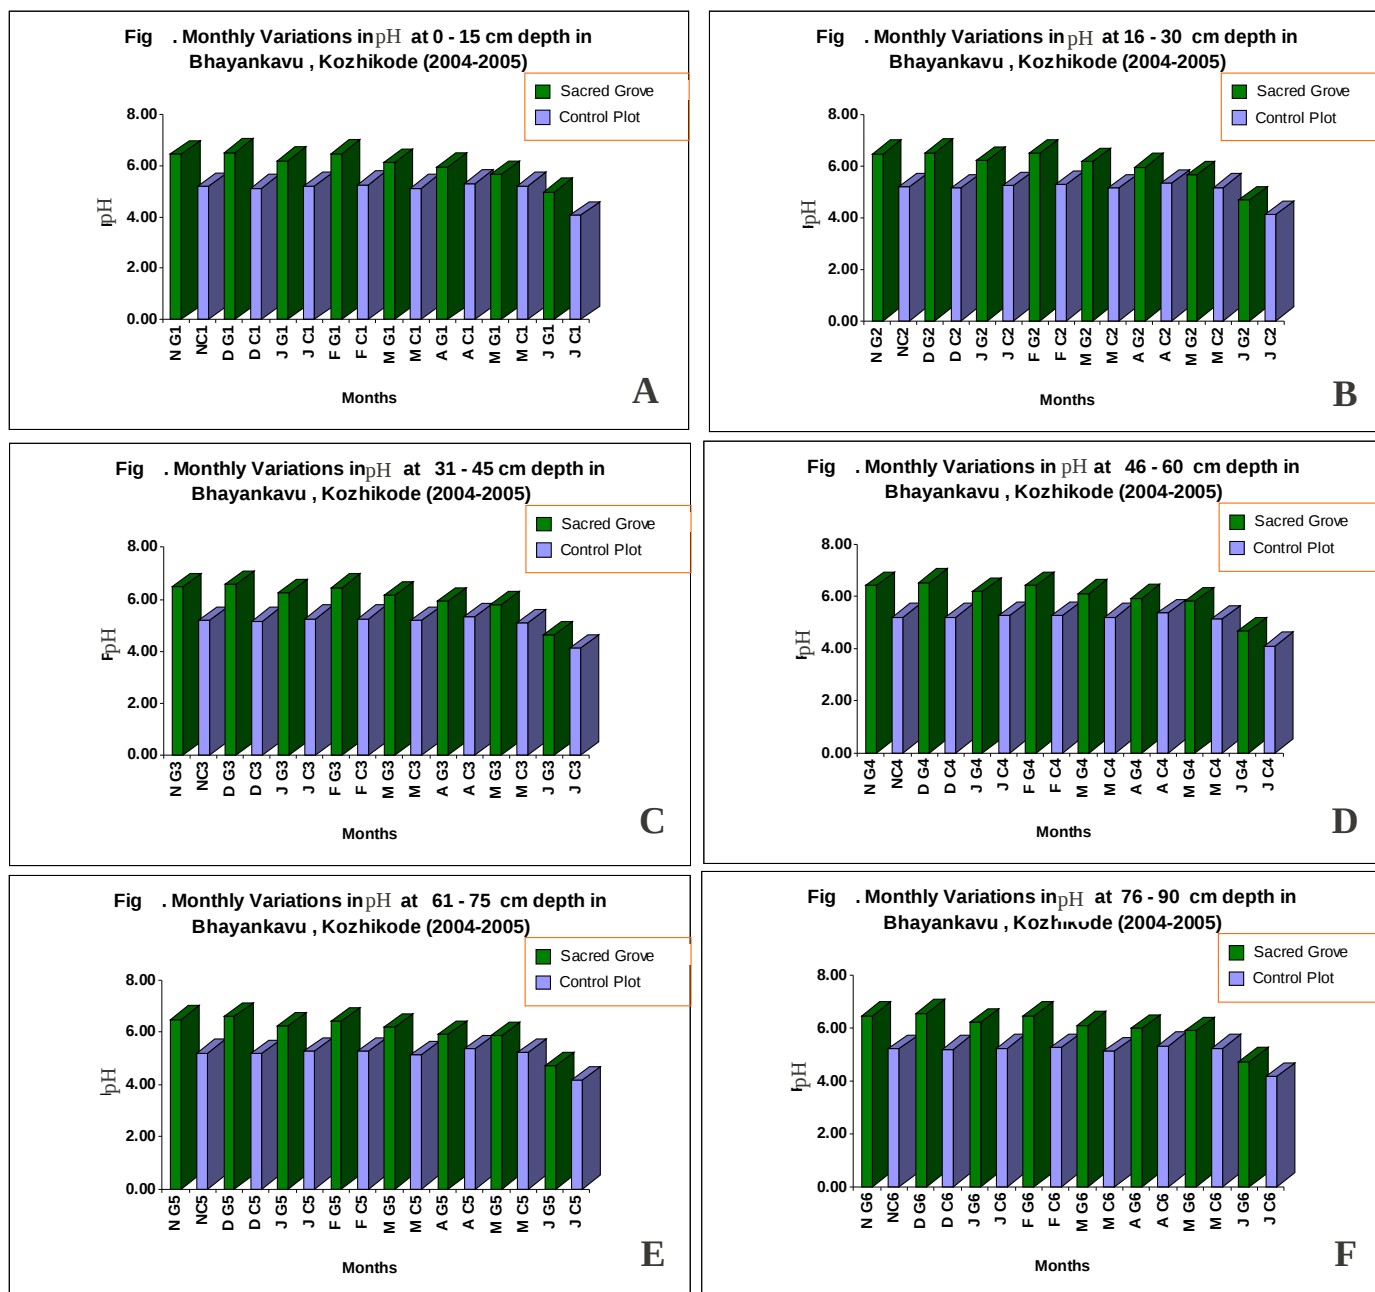 Fig . Monthly Variations in pH at 0 - 15 cm depth in
Bhayankavu , Kozhikode (2004-2005)
Sacred Grove
Control Plot
8.00
6.00
4.00
2.00
0.00
pH
N G1 NC1 D G1 D C1 J G1 J C1 F G1 F C1 M G1 M C1 A G1 A C1 M G1 M C1 J G1 J C1
Months
A
Fig . Monthly Variations in pH at 16 - 30 cm depth in
Bhayankavu , Kozhikode (2004-2005)
Sacred Grove
Control Plot
8.00
6.00
4.00
2.00
0.00
pH
N G2 NC2 D G2 D C2 J G2 J C2 F G2 F C2 M G2 M C2 A G2 A C2 M G2 M C2 J G2 J C2
Months
B
Fig . Monthly Variations in pH at 31 - 45 cm depth in
Bhayankavu , Kozhikode (2004-2005)
Sacred Grove
Control Plot
8.00
6.00
4.00
2.00
0.00
pH
N G3 NC3 D G3 D C3 J G3 J C3 F G3 F C3 M G3 M C3 A G3 A C3 M G3 M C3 J G3 J C3
Months
C
Fig . Monthly Variations in pH at 46 - 60 cm depth in
Bhayankavu , Kozhikode (2004-2005)
Sacred Grove
Control Plot
8.00
6.00
4.00
2.00
0.00
pH
N G4 NC4 D G4 D C4 J G4 J C4 F G4 F C4 M G4 M C4 A G4 A C4 M G4 M C4 J G4 J C4
Months
D
Fig . Monthly Variations in pH at 61 - 75 cm depth in
Bhayankavu , Kozhikode (2004-2005)
Sacred Grove
Control Plot
8.00
6.00
4.00
2.00
0.00
pH
N G5 NC5 D G5 D C5 J G5 J C5 F G5 F C5 M G5 M C5 A G5 A C5 M G5 M C5 J G5 J C5
Months
E
Fig . Monthly Variations in pH at 76 - 90 cm depth in
Bhayankavu , Kozhikode (2004-2005)
Sacred Grove
Control Plot
8.00
6.00
4.00
2.00
0.00
pH
N G6 NC6 D G6 D C6 J G6 J C6 F G6 F C6 M G6 M C6 A G6 A C6 M G6 M C6 J G6 J C6
Months
F